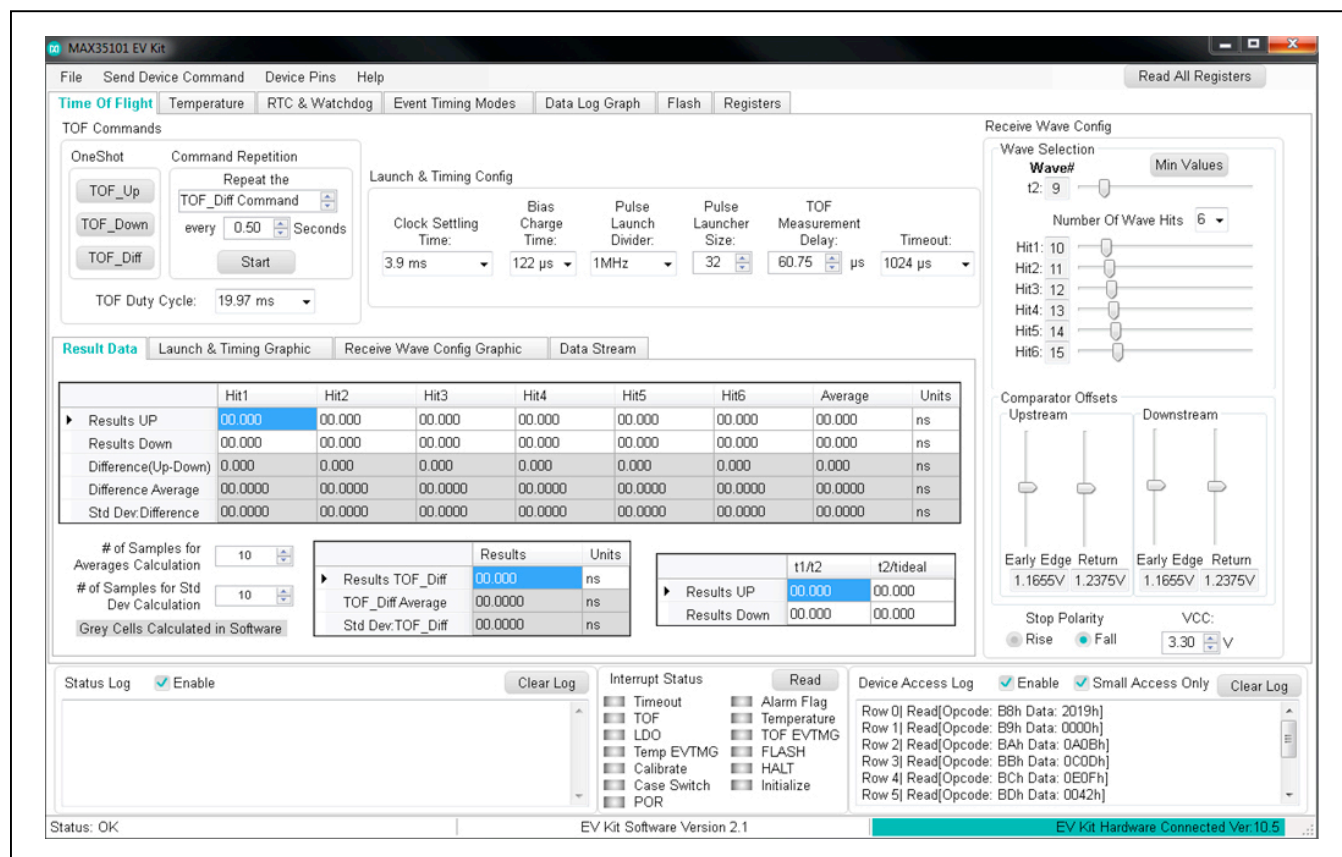 MAX35101 EV Kit
File Send Device Command Device Pins Help Read All Registers
Time Of Flight Temperature RTC & Watchdog Event Timing Modes Data Log Graph Flash Registers
TOF Commands
OneShot Command Repetition
TOF_Up
TOF_Down
TOF_Diff
Repeat the
TOF_Diff Command
every 0.50 Seconds
Start
TOF Duty Cycle: 19.97 ms
Launch & Timing Config
Clock Settling Time: 3.9 ms
Bias Charge Time: 122 µs
Pulse Launch Divider: 1MHz
Pulse Launcher Size: 32
TOF Measurement Delay: 60.75 µs
Timeout: 1024 µs
Receive Wave Config
Wave Selection
Wave# Min Values
t2: 9
Number Of Wave Hits 6
Hit1: 10
Hit2: 11
Hit3: 12
Hit4: 13
Hit5: 14
Hit6: 15
Result Data Launch & Timing Graphic Receive Wave Config Graphic Data Stream
Hit1 Hit2 Hit3 Hit4 Hit5 Hit6 Average Units
Results UP 00.000 00.000 00.000 00.000 00.000 00.000 00.000 ns
Results Down 00.000 00.000 00.000 00.000 00.000 00.000 00.000 ns
Difference(Up-Down) 0.000 0.000 0.000 0.000 0.000 0.000 0.000 ns
Difference Average 00.0000 00.0000 00.0000 00.0000 00.0000 00.0000 00.0000 ns
Std Dev:Difference 00.0000 00.0000 00.0000 00.0000 00.0000 00.0000 00.0000 ns
# of Samples for
Averages Calculation 10
# of Samples for Std
Dev Calculation 10
Grey Cells Calculated in Software
Results Units
Results TOF_Diff 00.000 ns
TOF_Diff Average 00.0000 ns
Std Dev:TOF_Diff 00.0000 ns
t1/t2 t2/tideal
Results UP 00.000 00.000
Results Down 00.000 00.000
Comparator Offsets
Upstream Downstream
Early Edge Return Early Edge Return
1.1655V 1.2375V 1.1655V 1.2375V
Stop Polarity VCC:
Rise Fall 3.30 V
Status Log Enable Clear Log
Interrupt Status Read
Timeout Alarm Flag
TOF Temperature
LDO TOF EVTMG
Temp EVTMG FLASH
Calibrate HALT
Case Switch Initialize
POR
Device Access Log Enable Small Access Only Clear Log
Row 0| Read[Opcode: B8h Data: 2019h]
Row 1| Read[Opcode: B9h Data: 0000h]
Row 2| Read[Opcode: BAh Data: 0A0Bh]
Row 3| Read[Opcode: BBh Data: 0C0Dh]
Row 4| Read[Opcode: BCh Data: 0E0Fh]
Row 5| Read[Opcode: BDh Data: 0042h]
Status: OK EV Kit Software Version 2.1 EV Kit Hardware Connected Ver:10.5